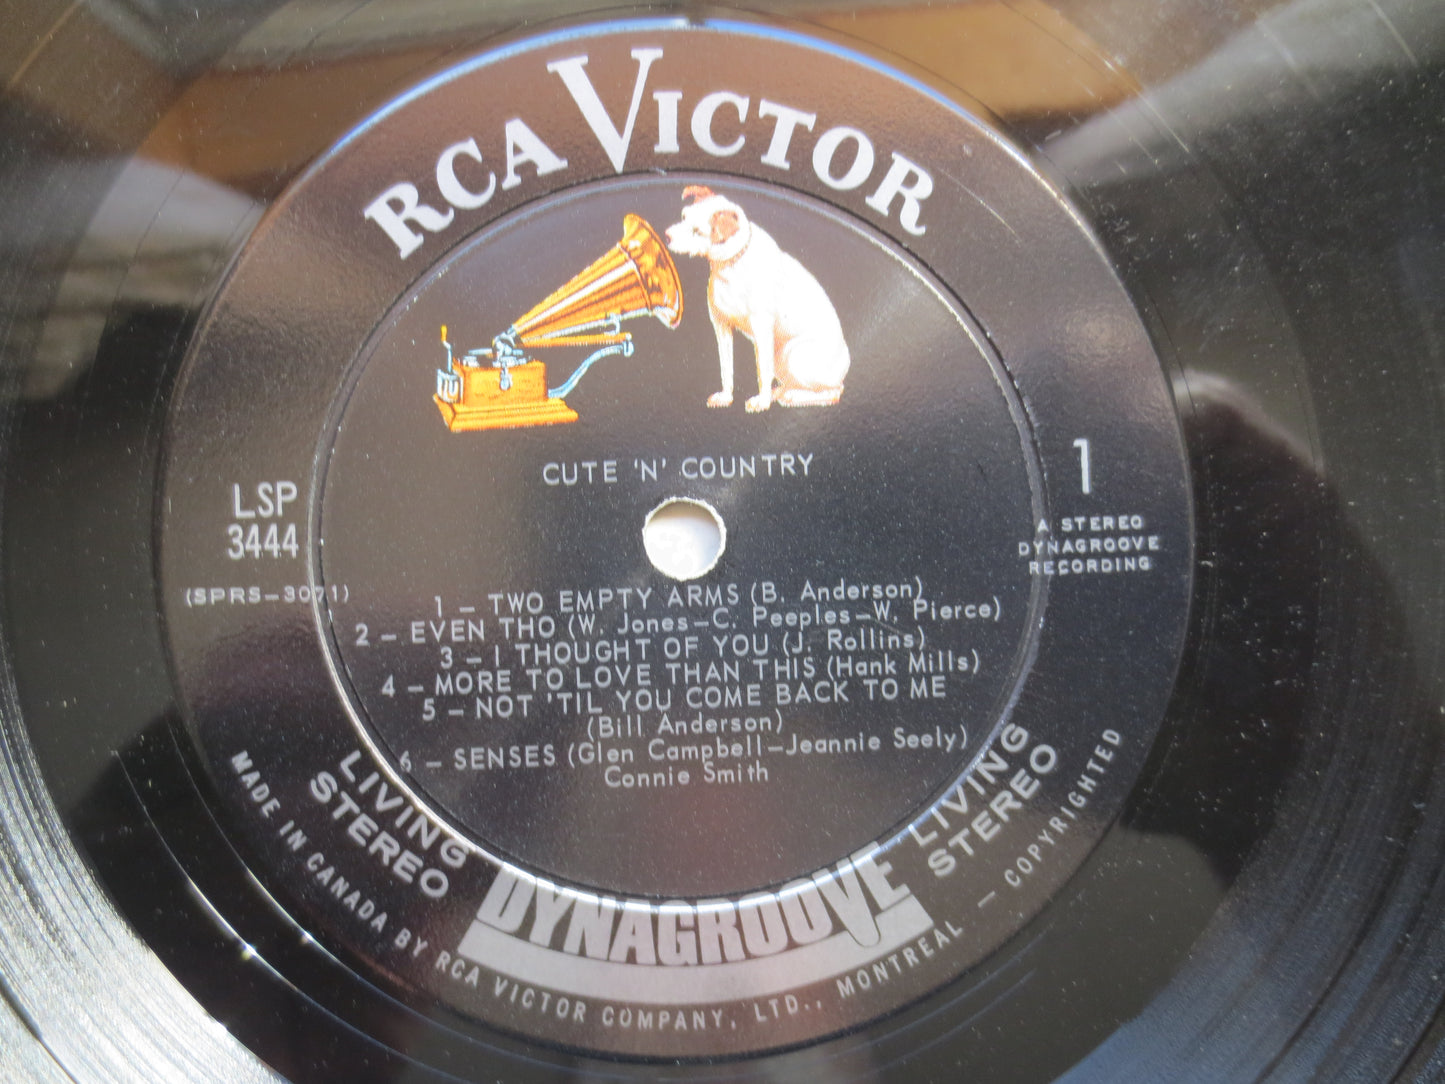 RCA VICTOR
CUTE 'N' COUNTRY
LSP
3444
(SPRS-3071)
1
A STEREO
DYNAGROOVE
RECORDING
1 - TWO EMPTY ARMS (B. Anderson)
2 - EVEN THO (W. Jones-C. Peeples-W. Pierce)
3 - I THOUGHT OF YOU (J. Rollins)
4 - MORE TO LOVE THAN THIS (Hank Mills)
5 - NOT 'TIL YOU COME BACK TO ME
(Bill Anderson)
6 - SENSES (Glen Campbell-Jeannie Seely)
Connie Smith
LIVING
STEREO
DYNAGROOVE
LIVING
STEREO
MADE IN CANADA BY RCA VICTOR COMPANY, LTD., MONTREAL - COPYRIGHTED